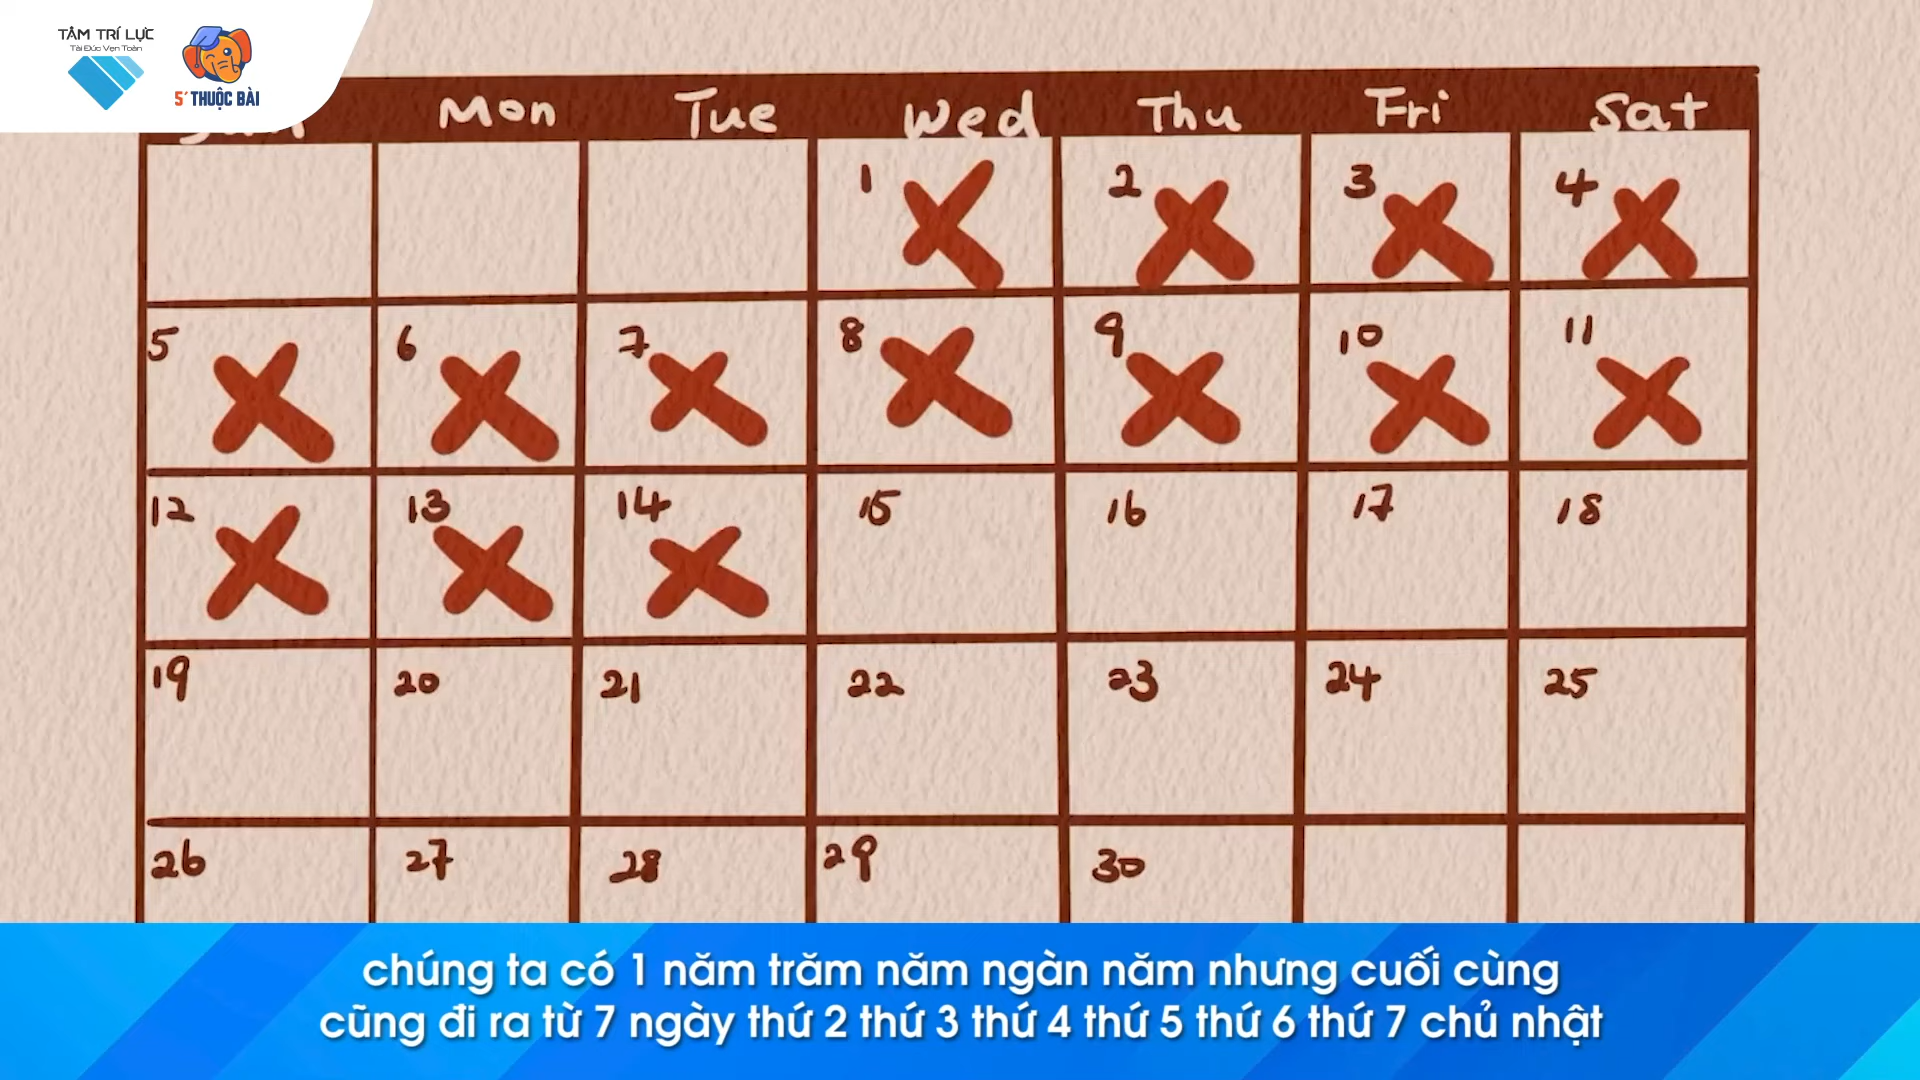 TÂM TRÍ LỰC
Tài Đức Vẹn Toàn
5' THUỘC BÀI
Mon Tue Wed Thu Fri Sat
1 2 3 4
5 6 7 8 9 10 11
12 13 14 15 16 17 18
19 20 21 22 23 24 25
26 27 28 29 30
chúng ta có 1 năm trăm năm ngàn năm nhưng cuối cùng
cũng đi ra từ 7 ngày thứ 2 thứ 3 thứ 4 thứ 5 thứ 6 thứ 7 chủ nhật